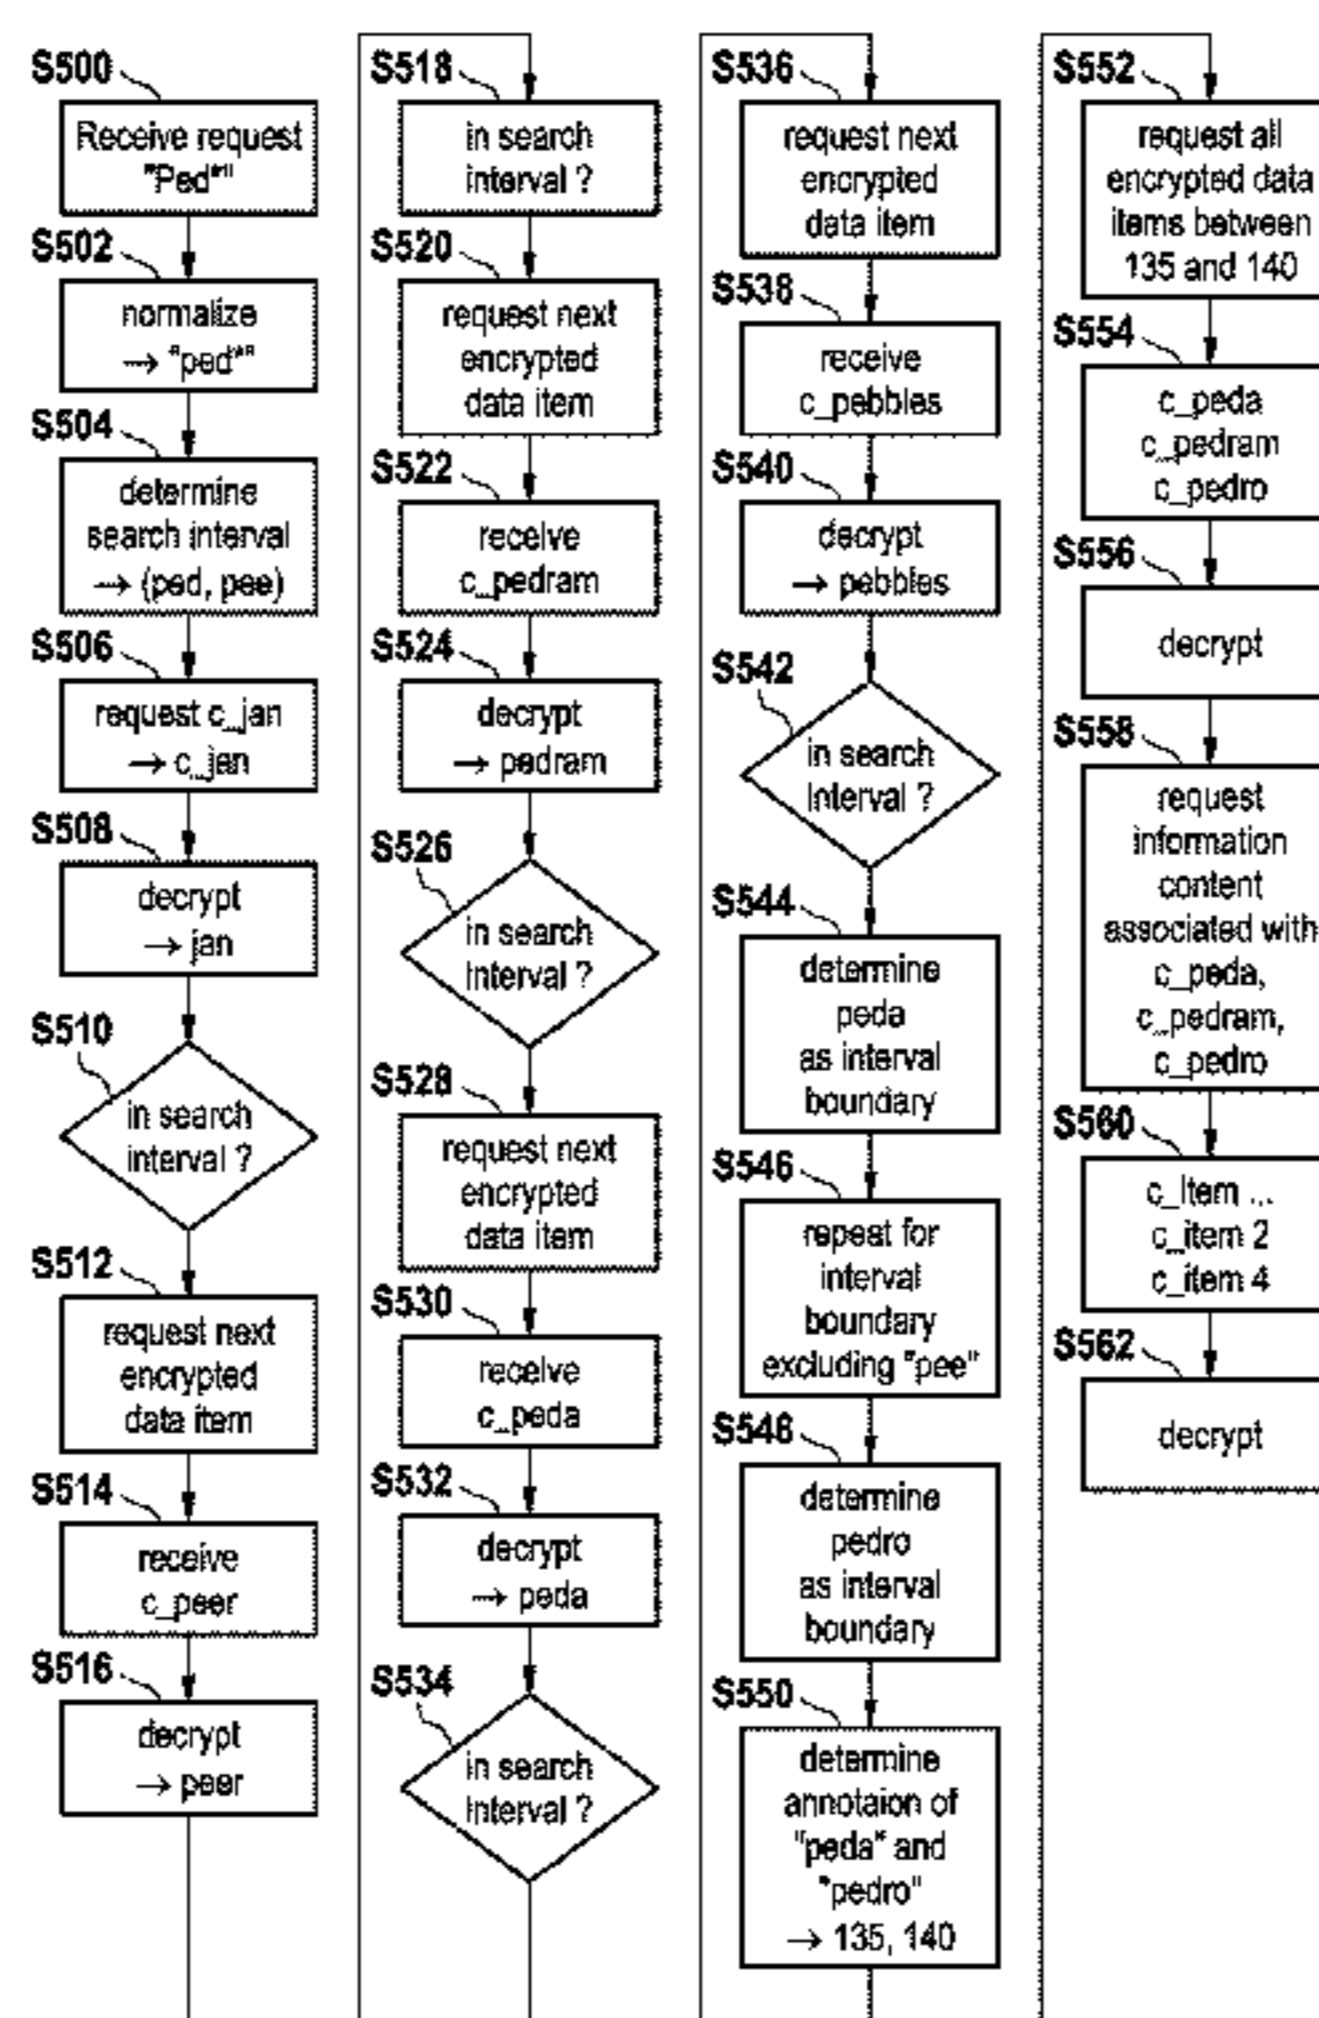 S500
Receive request
"Ped*"
S502
normalize
→ "ped*"
S504
determine
search interval
→ (ped, pee)
S506
request c_jan
→ c_jan
S508
decrypt
→ jan
S510
in search
interval ?
S512
request next
encrypted
data item
S514
receive
c_peer
S516
decrypt
→ peer
S518
in search
interval ?
S520
request next
encrypted
data item
S522
receive
c_pedram
S524
decrypt
→ pedram
S526
in search
interval ?
S528
request next
encrypted
data item
S530
receive
c_peda
S532
decrypt
→ peda
S534
in search
interval ?
S536
request next
encrypted
data item
S538
receive
c_pebbles
S540
decrypt
→ pebbles
S542
in search
interval ?
S544
determine
peda
as interval
boundary
S546
repeat for
interval
boundary
excluding "pee"
S548
determine
pedro
as interval
boundary
S550
determine
annotaion of
"peda" and
"pedro"
→ 135, 140
S552
request all
encrypted data
items between
135 and 140
S554
c_peda
c_pedram
c_pedro
S556
decrypt
S558
request
information
content
associated with
c_peda,
c_pedram,
c_pedro
S560
c_item ...
c_item 2
c_item 4
S562
decrypt